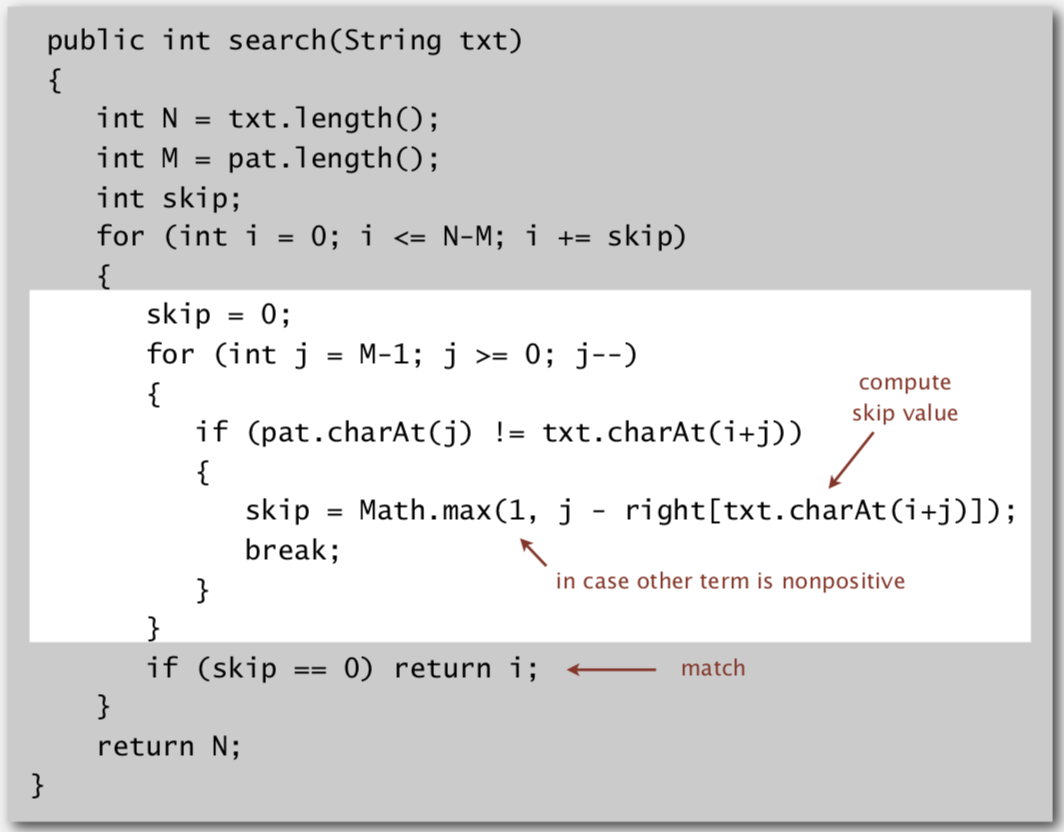 public int search(String txt)
{
int N = txt.length();
int M = pat.length();
int skip;
for (int i = 0; i <= N-M; i += skip)
{
skip = 0;
for (int j = M-1; j >= 0; j--)
{
compute
skip value
if (pat.charAt(j) != txt.charAt(i+j))
{
skip = Math.max(1, j - right[txt.charAt(i+j)]);
break;
in case other term is nonpositive
}
}
if (skip == 0) return i;
match
}
return N;
}